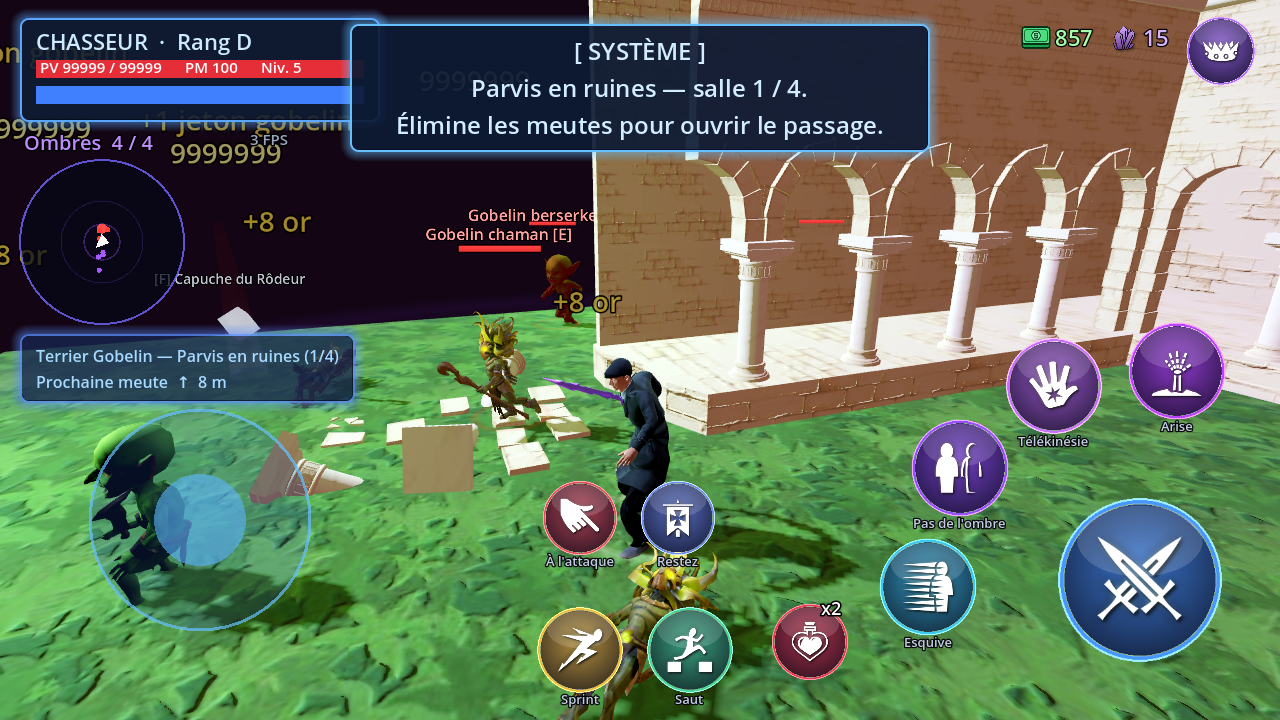 CHASSEUR · Rang D
PV 99999 / 99999 PM 100 Niv. 5
[ SYSTÈME ]
Parvis en ruines — salle 1 / 4.
Élimine les meutes pour ouvrir le passage.
857
15
999999
+1 jeton gobelin
3 FPS
Ombres 4 / 4
9999999
+8 or
8 or
Gobelin berserke
Gobelin chaman [E]
[F] Capuche du Rôdeur
+8 or
Terrier Gobelin — Parvis en ruines (1/4)
Prochaine meute ↑ 8 m
Télékinésie
Arise
Pas de l'ombre
À l'attaque
Restez
x2
Esquive
Sprint
Saut